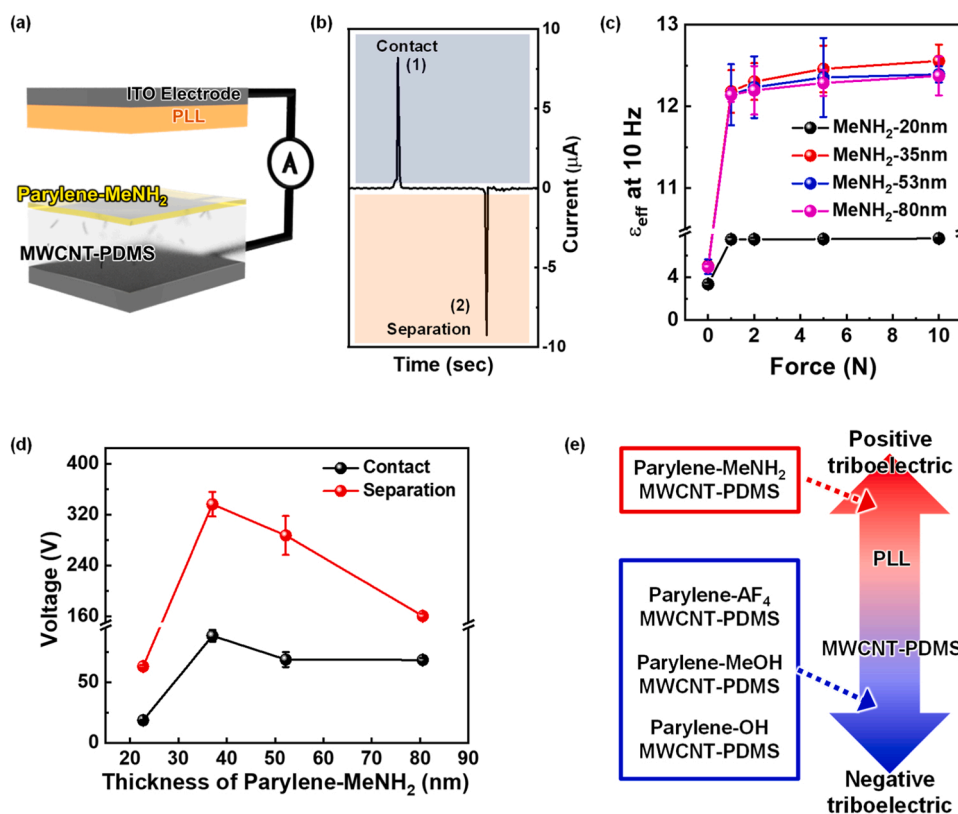 (a)
ITO Electrode
PLL
A
Parylene-MeNH₂
MWCNT-PDMS
(b)
Contact
(1)
(2)
Separation
10
5
0
-5
-10
Current (μA)
Time (sec)
(c)
13
12
11
4
2
ε_eff at 10 Hz
MeNH₂-20nm
MeNH₂-35nm
MeNH₂-53nm
MeNH₂-80nm
0 2 4 6 8 10
Force (N)
(d)
400
320
240
160
50
0
Voltage (V)
Contact
Separation
20 30 40 50 60 70 80 90
Thickness of Parylene-MeNH₂ (nm)
(e)
Positive
triboelectric
Parylene-MeNH₂
MWCNT-PDMS
PLL
Parylene-AF₄
MWCNT-PDMS
MWCNT-PDMS
Parylene-MeOH
MWCNT-PDMS
Parylene-OH
MWCNT-PDMS
Negative
triboelectric